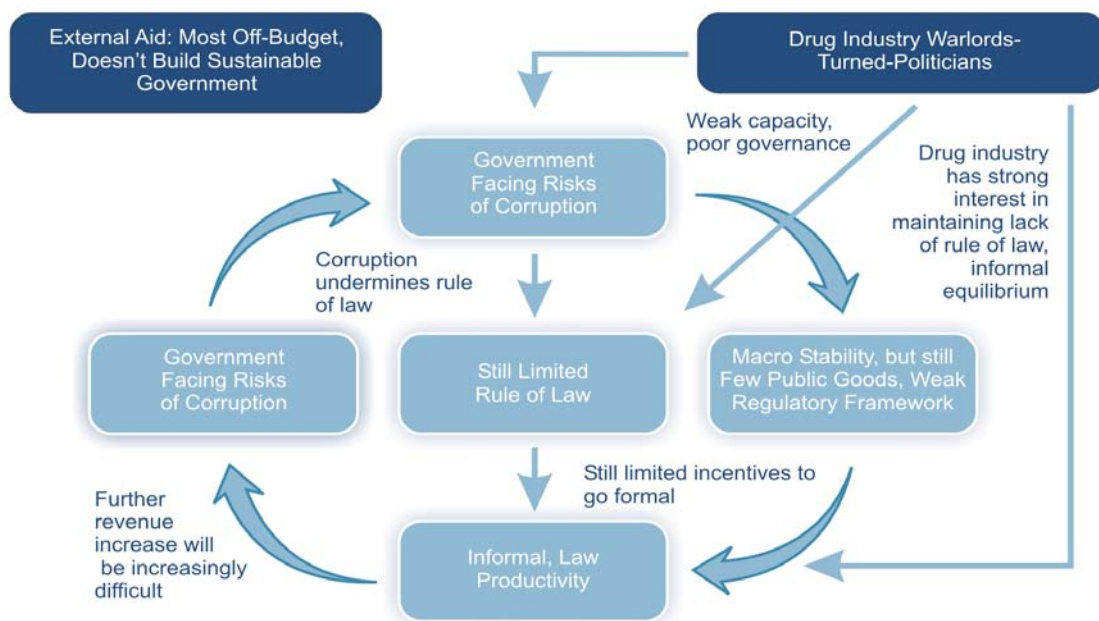 External Aid: Most Off-Budget,
Doesn't Build Sustainable
Government
Drug Industry Warlords-
Turned-Politicians
Weak capacity,
poor governance
Government
Facing Risks
of Corruption
Drug industry
has strong
interest in
maintaining lack
of rule of law,
informal
equilibrium
Corruption
undermines rule
of law
Government
Facing Risks
of Corruption
Still Limited
Rule of Law
Macro Stability, but still
Few Public Goods, Weak
Regulatory Framework
Still limited incentives to
go formal
Further
revenue
increase will
be increasingly
difficult
Informal, Law
Productivity